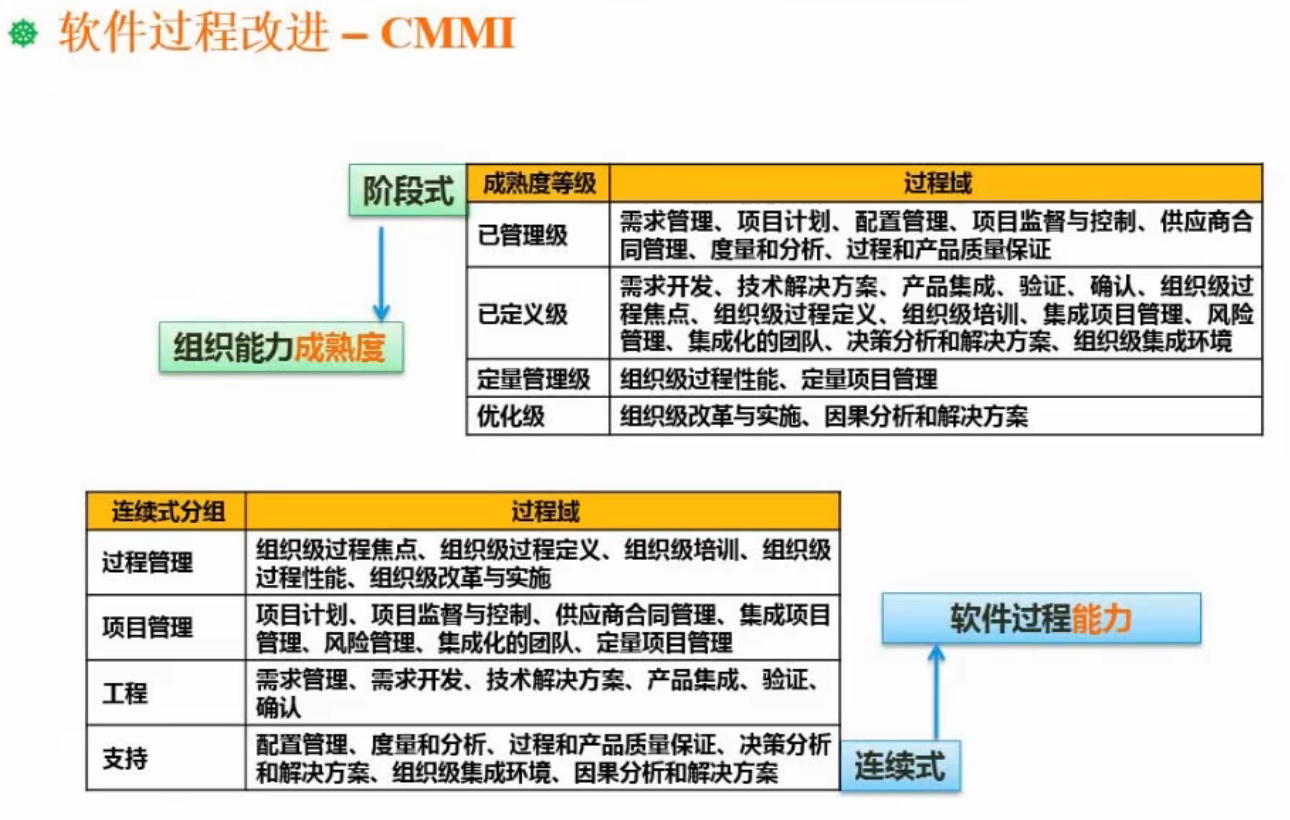 软件过程改进 – CMMI
阶段式
成熟度等级 过程域
已管理级
需求管理、项目计划、配置管理、项目监督与控制、供应商合
同管理、度量和分析、过程和产品质量保证
已定义级
需求开发、技术解决方案、产品集成、验证、确认、组织级过
程焦点、组织级过程定义、组织级培训、集成项目管理、风险
管理、集成化的团队、决策分析和解决方案、组织级集成环境
定量管理级 组织级过程性能、定量项目管理
优化级 组织级改革与实施、因果分析和解决方案
组织能力成熟度
连续式分组 过程域
过程管理
组织级过程焦点、组织级过程定义、组织级培训、组织级
过程性能、组织级改革与实施
项目管理
项目计划、项目监督与控制、供应商合同管理、集成项目
管理、风险管理、集成化的团队、定量项目管理
工程
需求管理、需求开发、技术解决方案、产品集成、验证、
确认
支持
配置管理、度量和分析、过程和产品质量保证、决策分析
和解决方案、组织级集成环境、因果分析和解决方案
软件过程能力
连续式